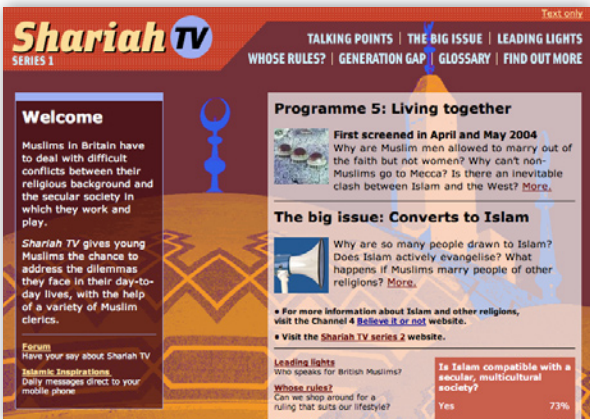 Text only
Shariah TV
SERIES 1
TALKING POINTS | THE BIG ISSUE | LEADING LIGHTS
WHOSE RULES? | GENERATION GAP | GLOSSARY | FIND OUT MORE
Welcome
Muslims in Britain have
to deal with difficult
conflicts between their
religious background and
the secular society in
which they work and
play.
Shariah TV gives young
Muslims the chance to
address the dilemmas
they face in their day-to-
day lives, with the help
of a variety of Muslim
clerics.
Forum
Have your say about Shariah TV
Islamic Inspirations
Daily messages direct to your
mobile phone
Programme 5: Living together
First screened in April and May 2004
Why are Muslim men allowed to marry out of
the faith but not women? Why can't non-
Muslims go to Mecca? Is there an inevitable
clash between Islam and the West? More.
The big issue: Converts to Islam
Why are so many people drawn to Islam?
Does Islam actively evangelise? What
happens if Muslims marry people of other
religions? More.
• For more information about Islam and other religions,
visit the Channel 4 Believe it or not website.
• Visit the Shariah TV series 2 website.
Leading lights
Who speaks for British Muslims?
Whose rules?
Can we shop around for a
ruling that suits our lifestyle?
Is Islam compatible with a
secular, multicultural
society?
Yes 73%